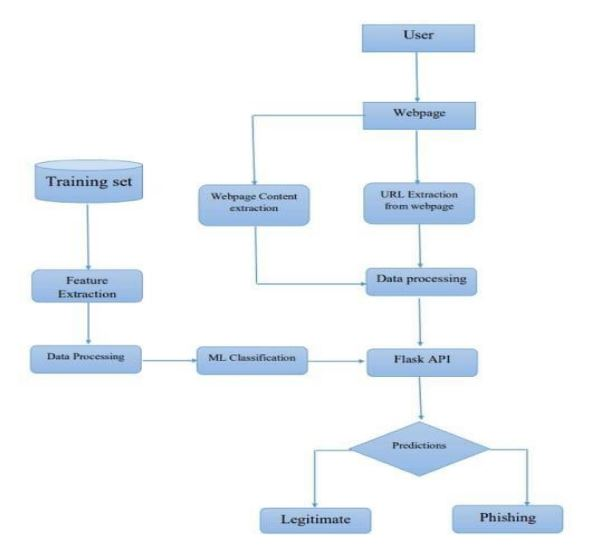 User
Webpage
Training set
Webpage Content
extraction
URL Extraction
from webpage
Feature
Extraction
Data processing
Data Processing
ML Classification
Flask API
Predictions
Legitimate
Phishing